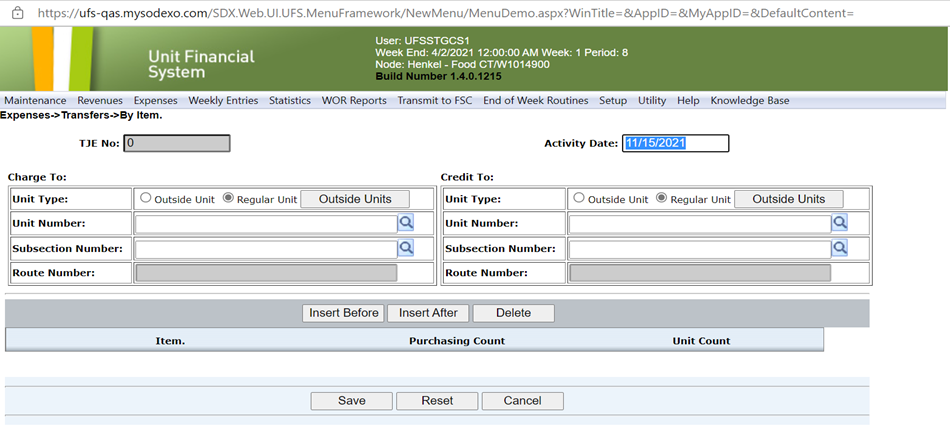 https://ufs-qas.mysodexo.com/SDX.Web.UI.UFS.MenuFramework/NewMenu/MenuDemo.aspx?WinTitle=&AppID=&MyAppID=&DefaultContent=
Unit Financial
System
User: UFSSTGCS1
Week End: 4/2/2021 12:00:00 AM Week: 1 Period: 8
Node: Henkel - Food CT/W1014900
Build Number 1.4.0.1215
Maintenance Revenues Expenses Weekly Entries Statistics WOR Reports Transmit to FSC End of Week Routines Setup Utility Help Knowledge Base
Expenses->Transfers->By Item.
TJE No: 0 Activity Date: 11/15/2021
Charge To: Credit To:
Unit Type: Outside Unit Regular Unit Outside Units Unit Type: Outside Unit Regular Unit Outside Units
Unit Number: Unit Number:
Subsection Number: Subsection Number:
Route Number: Route Number:
Insert Before Insert After Delete
Item. Purchasing Count Unit Count
Save Reset Cancel